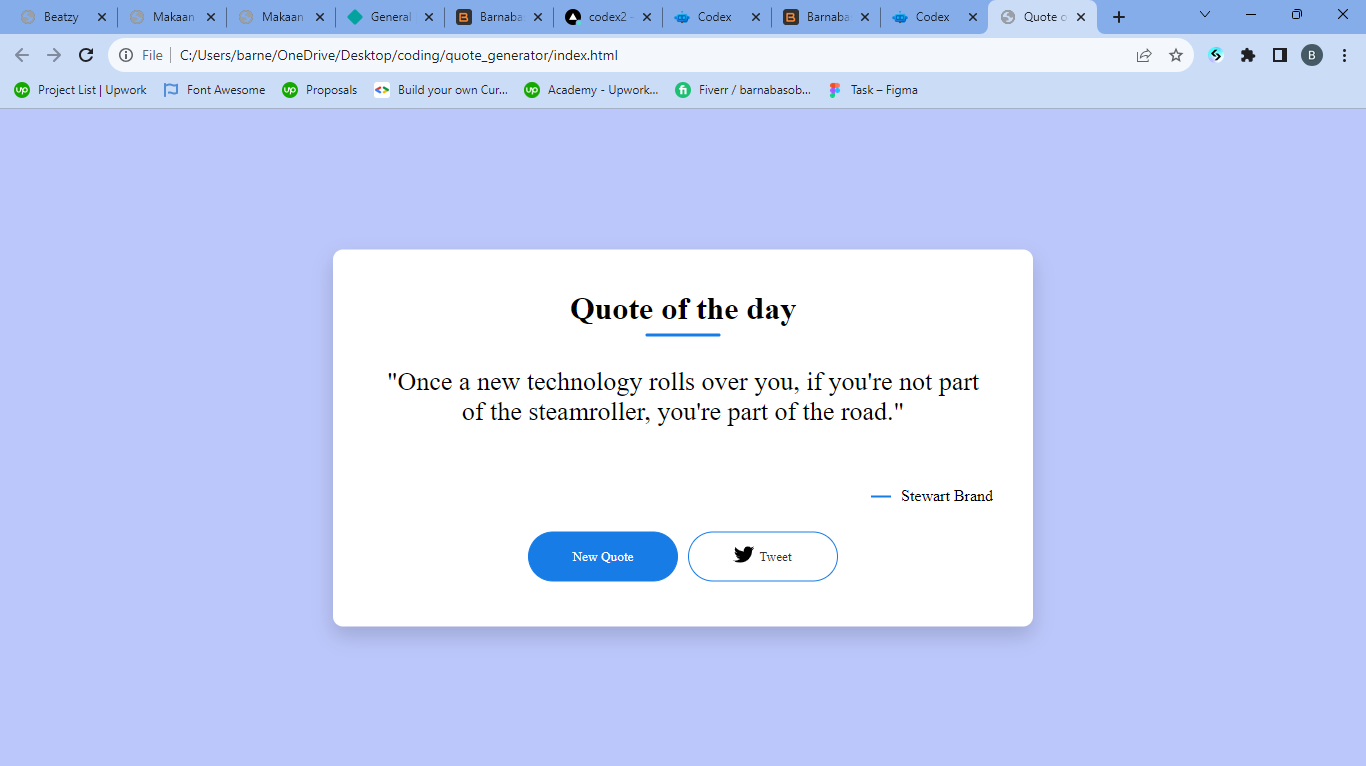 Beatzy
Makaan
Makaan
General
Barnaba
codex2 -
Codex
Barnaba
Codex
Quote o
File
C:/Users/barne/OneDrive/Desktop/coding/quote_generator/index.html
B
Project List | Upwork
Font Awesome
Proposals
Build your own Cur...
Academy - Upwork...
Fiverr / barnabasob...
Task – Figma
Quote of the day
"Once a new technology rolls over you, if you're not part
of the steamroller, you're part of the road."
Stewart Brand
New Quote
Tweet